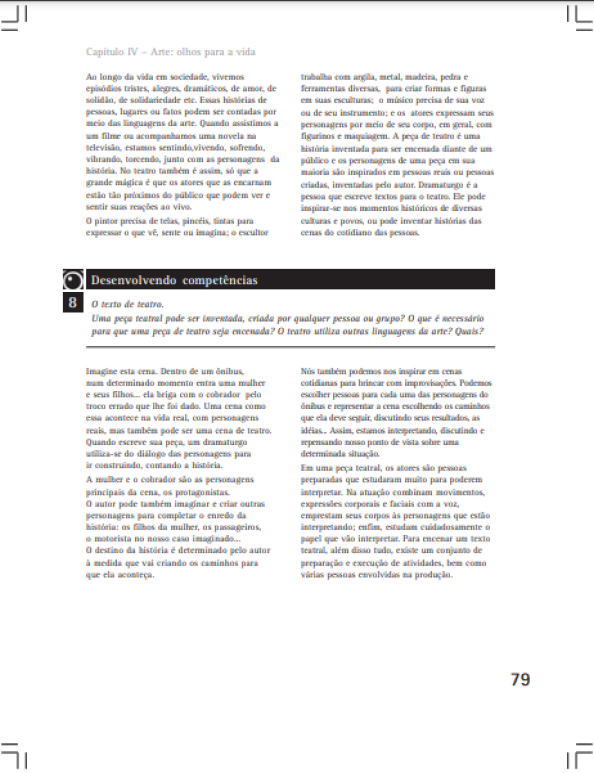 Capítulo IV – Arte: olhos para a vida
Ao longo da vida em sociedade, vivemos
episódios tristes, alegres, dramáticos, de amor, de
solidão, de solidariedade etc. Essas histórias de
pessoas, lugares ou fatos podem ser contadas por
meio das linguagens da arte. Quando assistimos a
um filme ou acompanhamos uma novela na
televisão, estamos sentindo,vivendo, sofrendo,
vibrando, torcendo, junto com as personagens da
história. No teatro também é assim, só que a
grande mágica é que os atores que as encarnam
estão tão próximos do público que podem ver e
sentir suas reações ao vivo.
O pintor precisa de telas, pincéis, tintas para
expressar o que vê, sente ou imagina; o escultor
trabalha com argila, metal, madeira, pedra e
ferramentas diversas, para criar formas e figuras
em suas esculturas; o músico precisa de sua voz
ou de seu instrumento; e os atores expressam seus
personagens por meio de seu corpo, em geral, com
figurinos e maquiagem. A peça de teatro é uma
história inventada para ser encenada diante de um
público e os personagens de uma peça em sua
maioria são inspirados em pessoas reais ou pessoas
criadas, inventadas pelo autor. Dramaturgo é a
pessoa que escreve textos para o teatro. Ele pode
inspirar-se nos momentos históricos de diversas
culturas e povos, ou pode inventar histórias das
cenas do cotidiano das pessoas.
Desenvolvendo competências
8
O texto de teatro.
Uma peça teatral pode ser inventada, criada por qualquer pessoa ou grupo? O que é necessário
para que uma peça de teatro seja encenada? O teatro utiliza outras linguagens da arte? Quais?
Imagine esta cena. Dentro de um ônibus,
num determinado momento entra uma mulher
e seus filhos... ela briga com o cobrador pelo
troco errado que lhe foi dado. Uma cena como
essa acontece na vida real, com personagens
reais, mas também pode ser uma cena de teatro.
Quando escreve sua peça, um dramaturgo
utiliza-se do diálogo das personagens para
ir construindo, contando a história.
A mulher e o cobrador são as personagens
principais da cena, os protagonistas.
O autor pode também imaginar e criar outras
personagens para completar o enredo da
história: os filhos da mulher, os passageiros,
o motorista no nosso caso imaginado...
O destino da história é determinado pelo autor
à medida que vai criando os caminhos para
que ela aconteça.
Nós também podemos nos inspirar em cenas
cotidianas para brincar com improvisações. Podemos
escolher pessoas para cada uma das personagens do
ônibus e representar a cena escolhendo os caminhos
que ela deve seguir, discutindo seus resultados, as
idéias... Assim, estamos interpretando, discutindo e
repensando nosso ponto de vista sobre uma
determinada situação.
Em uma peça teatral, os atores são pessoas
preparadas que estudaram muito para poderem
interpretar. Na atuação combinam movimentos,
expressões corporais e faciais com a voz,
emprestam seus corpos às personagens que estão
interpretando; enfim, estudam cuidadosamente o
papel que vão interpretar. Para encenar um texto
teatral, além disso tudo, existe um conjunto de
preparação e execução de atividades, bem como
várias pessoas envolvidas na produção.
79